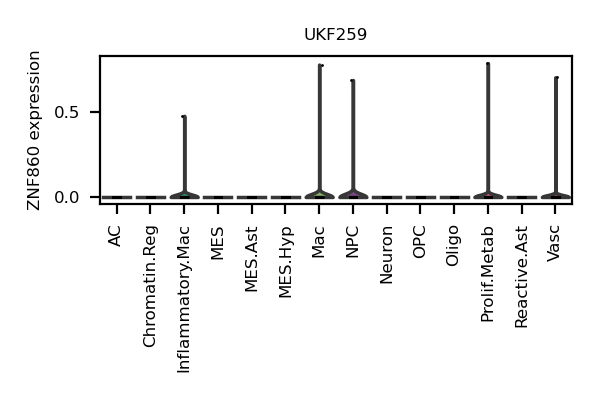 UKF259
ZNF860 expression
0.5
0.0
AC
Chromatin.Reg
Inflammatory.Mac
MES
MES.Ast
MES.Hyp
Mac
NPC
Neuron
OPC
Oligo
Prolif.Metab
Reactive.Ast
Vasc